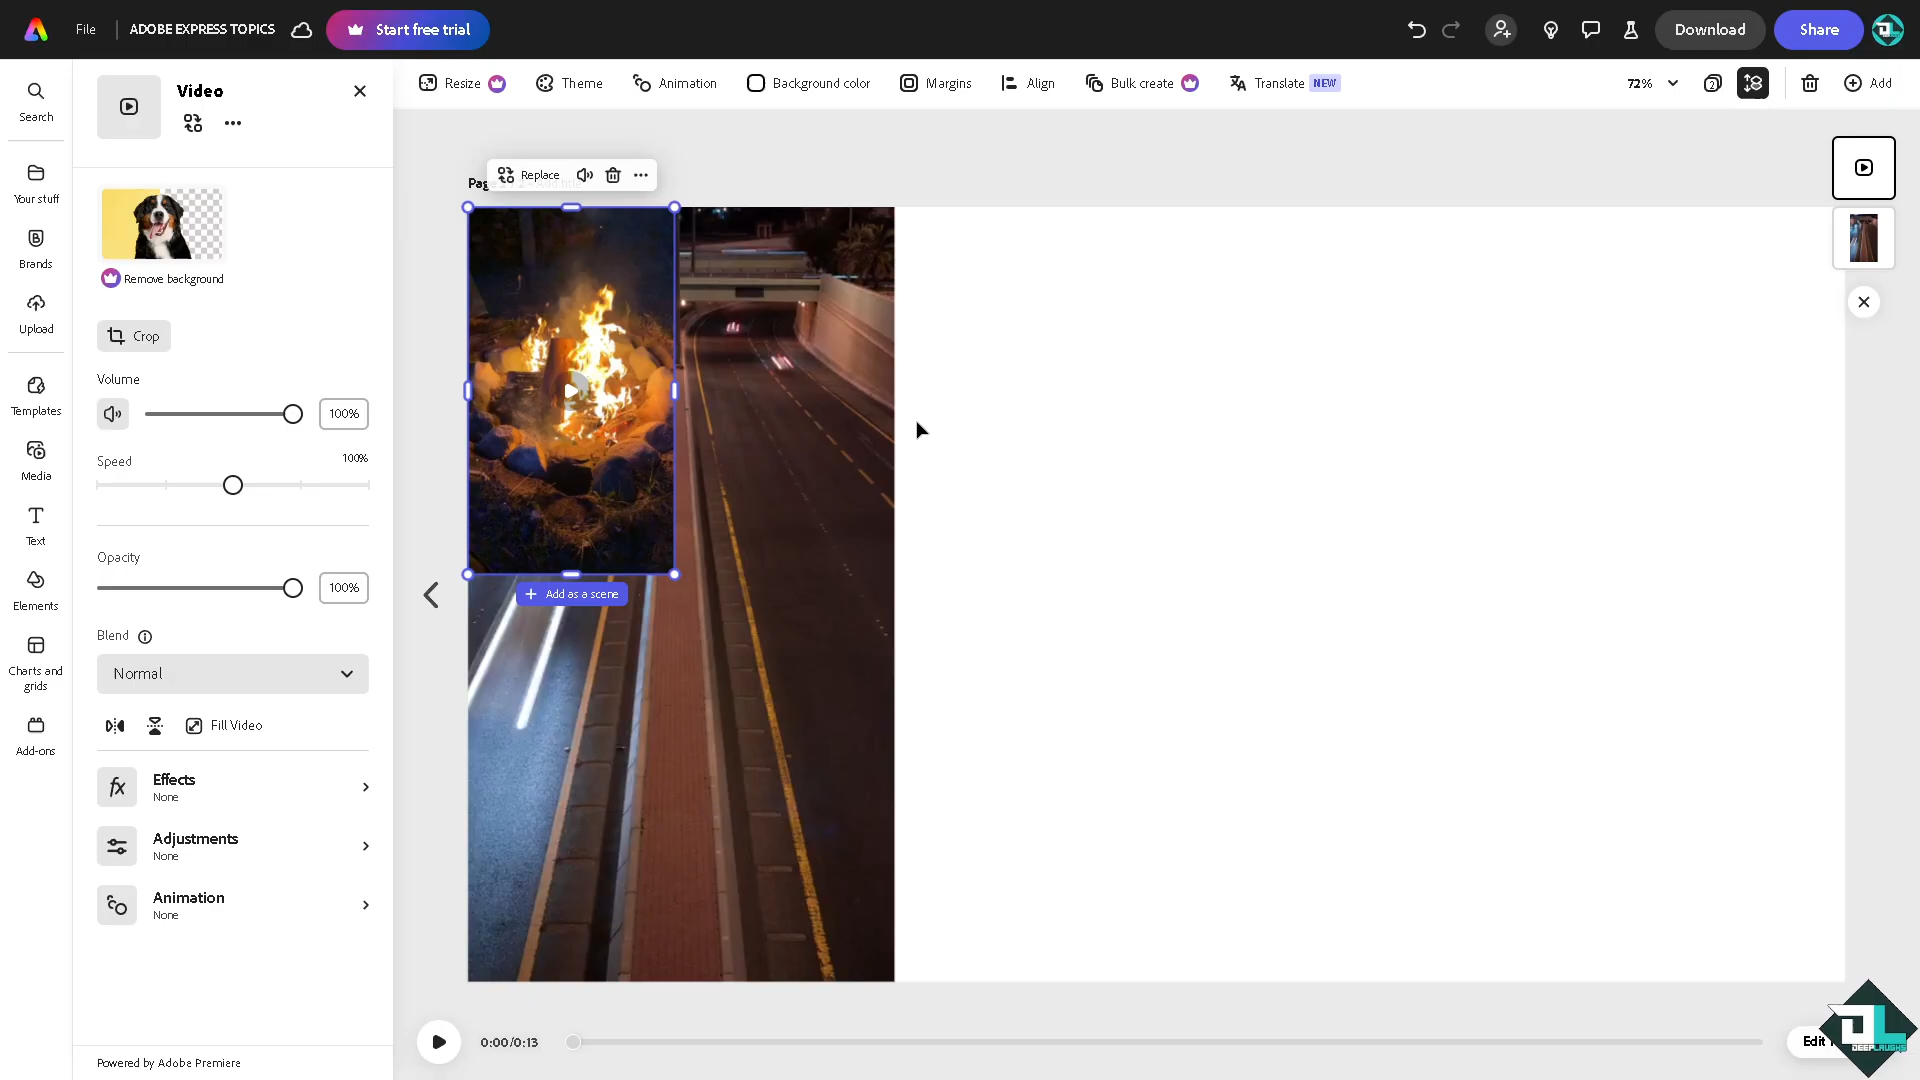 File
ADOBE EXPRESS TOPICS
Start free trial
Download
Share
Search
Your stuff
Brands
Upload
Templates
Media
Text
Elements
Charts and
grids
Add-ons
Video
Remove background
Crop
Volume
100%
Speed
100%
Opacity
100%
Blend
Normal
Fill Video
Effects
None
Adjustments
None
Animation
None
Powered by Adobe Premiere
Resize
Theme
Animation
Background color
Margins
Align
Bulk create
Translate NEW
72%
2
Add
Replace
Add as a scene
0:00/0:13
Edit
DEEPLAUGHS